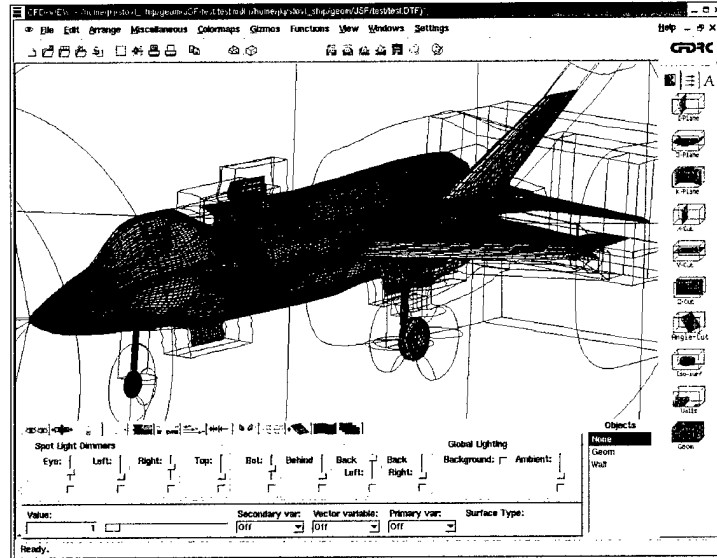 File Edit Arrange Miscellaneous Colormaps Gizmos Functions View Windows Settings Help
CFDRC
A
I-Plane
J-Plane
K-Plane
X-Cut
Y-Cut
Z-Cut
Angle-Cut
Iso-surf
Walls
Geom
Spot Light Dimmers
Global Lighting
Eye: Left: Right: Top: Bot: Behind Back Left: Back Right: Background: Ambient:
Objects
None
Geom
Wall
Value: Secondary var: Vector variable: Primary var: Surface Type:
1 Off Off Off
Ready.